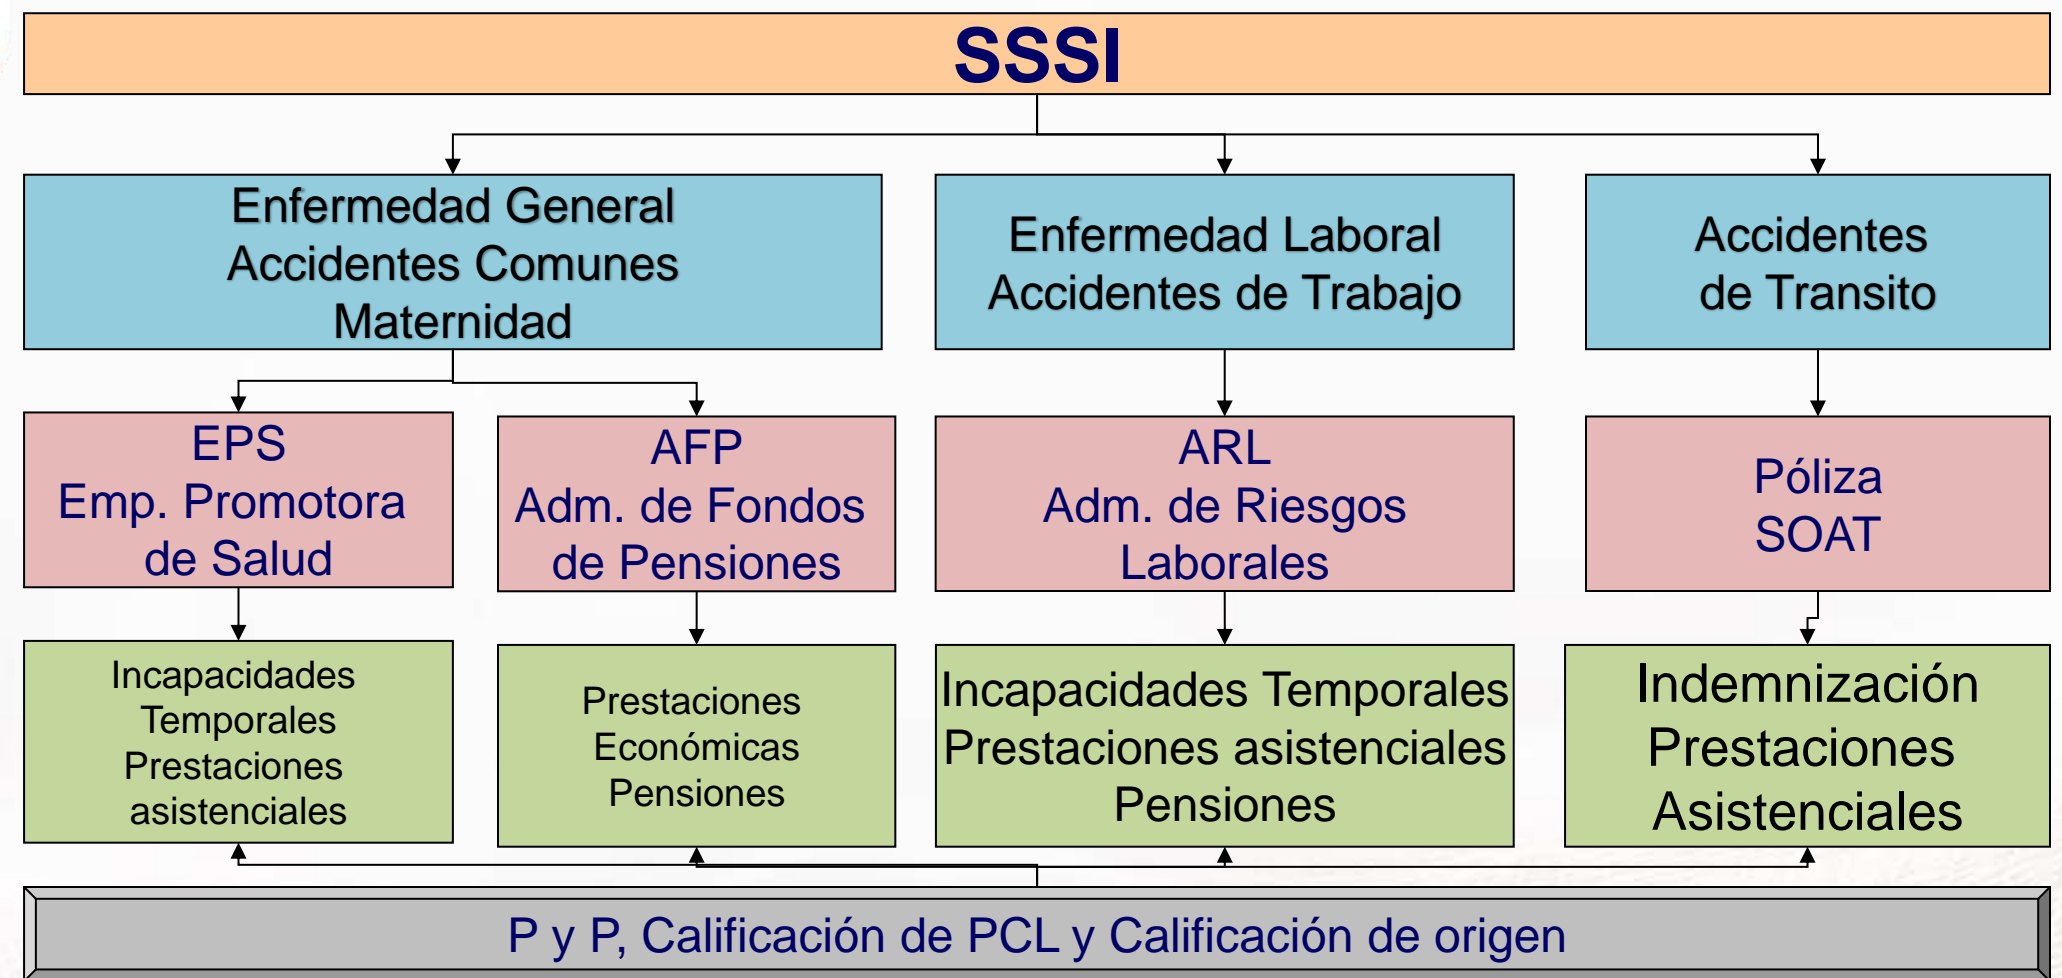 SSSI
Enfermedad General
Accidentes Comunes
Maternidad
Enfermedad Laboral
Accidentes de Trabajo
Accidentes
de Transito
EPS
Emp. Promotora
de Salud
AFP
Adm. de Fondos
de Pensiones
ARL
Adm. de Riesgos
Laborales
Póliza
SOAT
Incapacidades
Temporales
Prestaciones
asistenciales
Prestaciones
Económicas
Pensiones
Incapacidades Temporales
Prestaciones asistenciales
Pensiones
Indemnización
Prestaciones
Asistenciales
P y P, Calificación de PCL y Calificación de origen